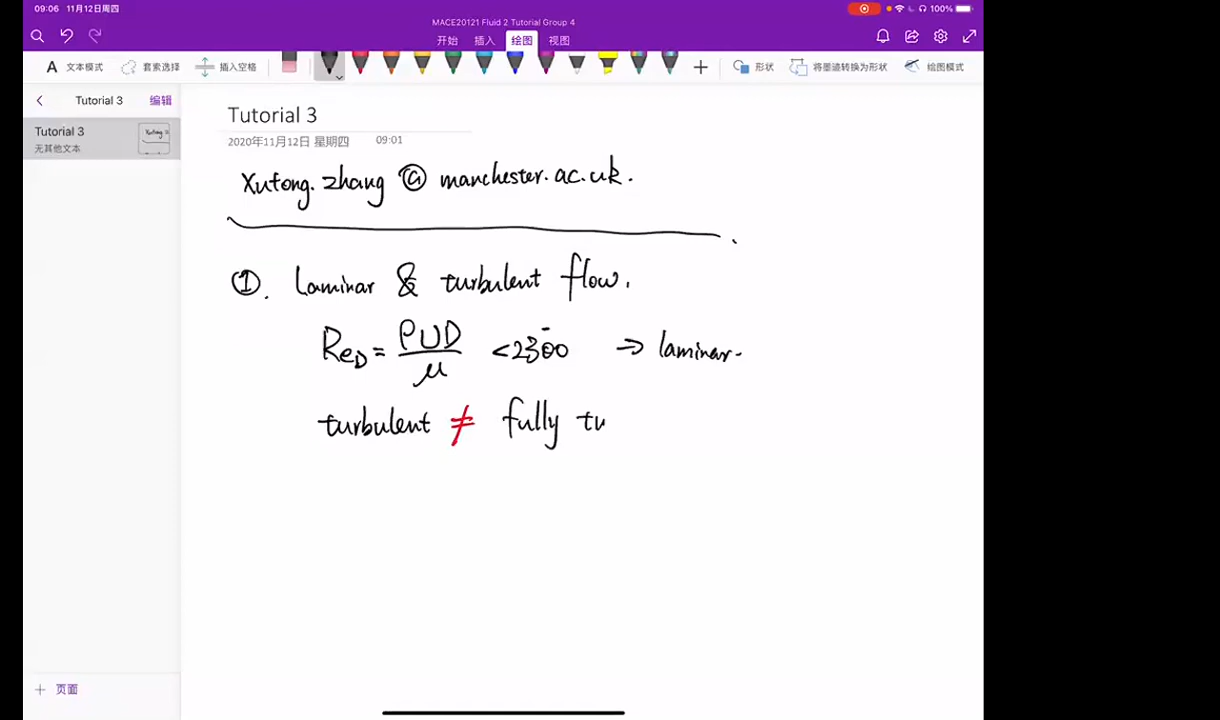 09:06 11月12日周四
100%
MACE20121 Fluid 2 Tutorial Group 4
开始 插入 绘图 视图
A 文本模式 套索选择 插入空格 形状 将墨迹转换为形状 绘图模式
Tutorial 3 编辑
Tutorial 3
无其他文本
页面
Tutorial 3
2020年11月12日 星期四 09:01
Xutong.zhang @ manchester.ac.uk.
①. laminar & turbulent flow.
Re_D = ρUD/μ <2300 → laminar.
turbulent ≠ fully tu